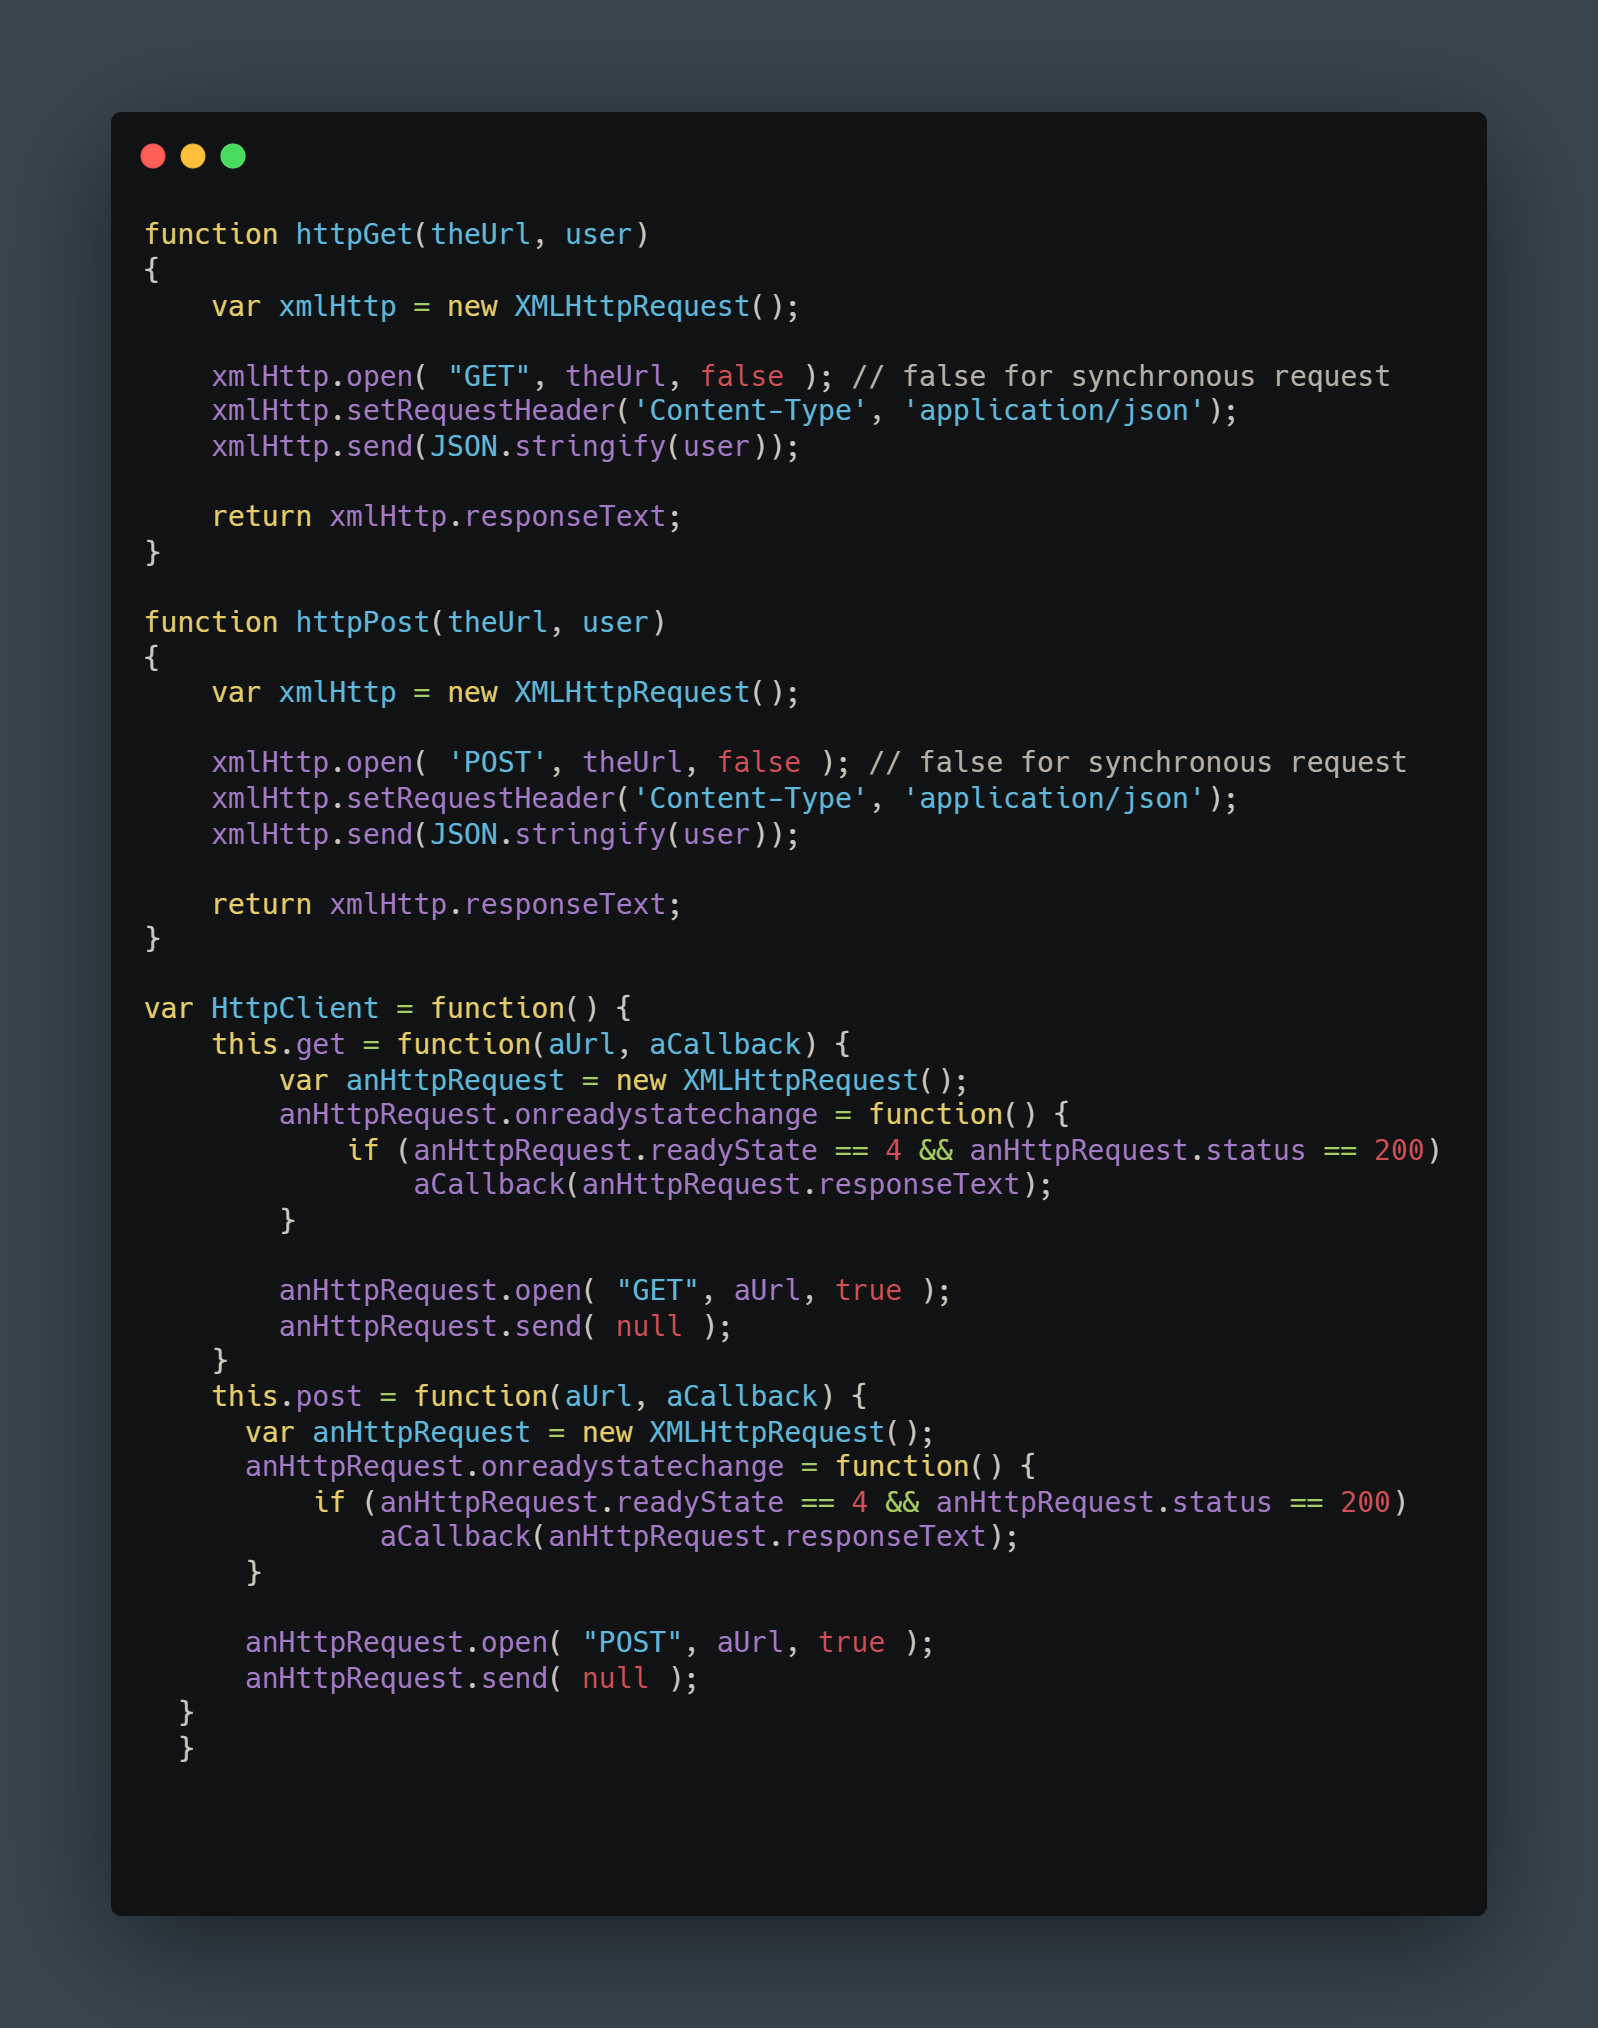 function httpGet(theUrl, user)
{
    var xmlHttp = new XMLHttpRequest();

    xmlHttp.open( "GET", theUrl, false ); // false for synchronous request
    xmlHttp.setRequestHeader('Content-Type', 'application/json');
    xmlHttp.send(JSON.stringify(user));

    return xmlHttp.responseText;
}

function httpPost(theUrl, user)
{
    var xmlHttp = new XMLHttpRequest();

    xmlHttp.open( 'POST', theUrl, false ); // false for synchronous request
    xmlHttp.setRequestHeader('Content-Type', 'application/json');
    xmlHttp.send(JSON.stringify(user));

    return xmlHttp.responseText;
}

var HttpClient = function() {
    this.get = function(aUrl, aCallback) {
        var anHttpRequest = new XMLHttpRequest();
        anHttpRequest.onreadystatechange = function() {
            if (anHttpRequest.readyState == 4 && anHttpRequest.status == 200)
                aCallback(anHttpRequest.responseText);
        }

        anHttpRequest.open( "GET", aUrl, true );
        anHttpRequest.send( null );
    }
    this.post = function(aUrl, aCallback) {
      var anHttpRequest = new XMLHttpRequest();
      anHttpRequest.onreadystatechange = function() {
          if (anHttpRequest.readyState == 4 && anHttpRequest.status == 200)
              aCallback(anHttpRequest.responseText);
      }

      anHttpRequest.open( "POST", aUrl, true );
      anHttpRequest.send( null );
  }
  }